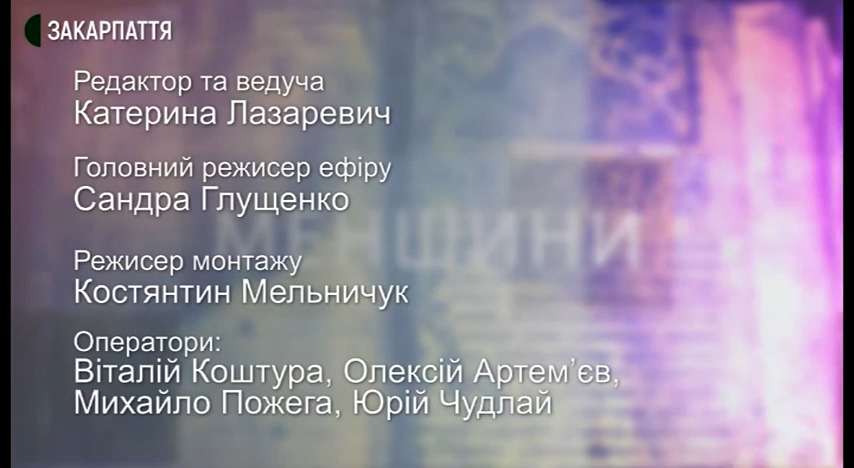 ЗАКАРПАТТЯ
Редактор та ведуча
Катерина Лазаревич
Головний режисер ефіру
Сандра Глущенко
МЕНШИНИ
Режисер монтажу
Костянтин Мельничук
Оператори:
Віталій Коштура, Олексій Артем’єв,
Михайло Пожега, Юрій Чудлай